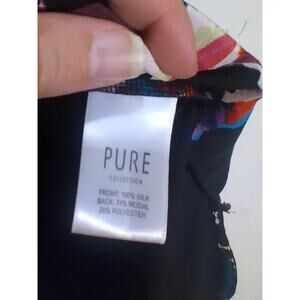 PURE
COLLECTION
FRONT: 100% SILK
BACK: 74% MODAL
26% POLYESTER